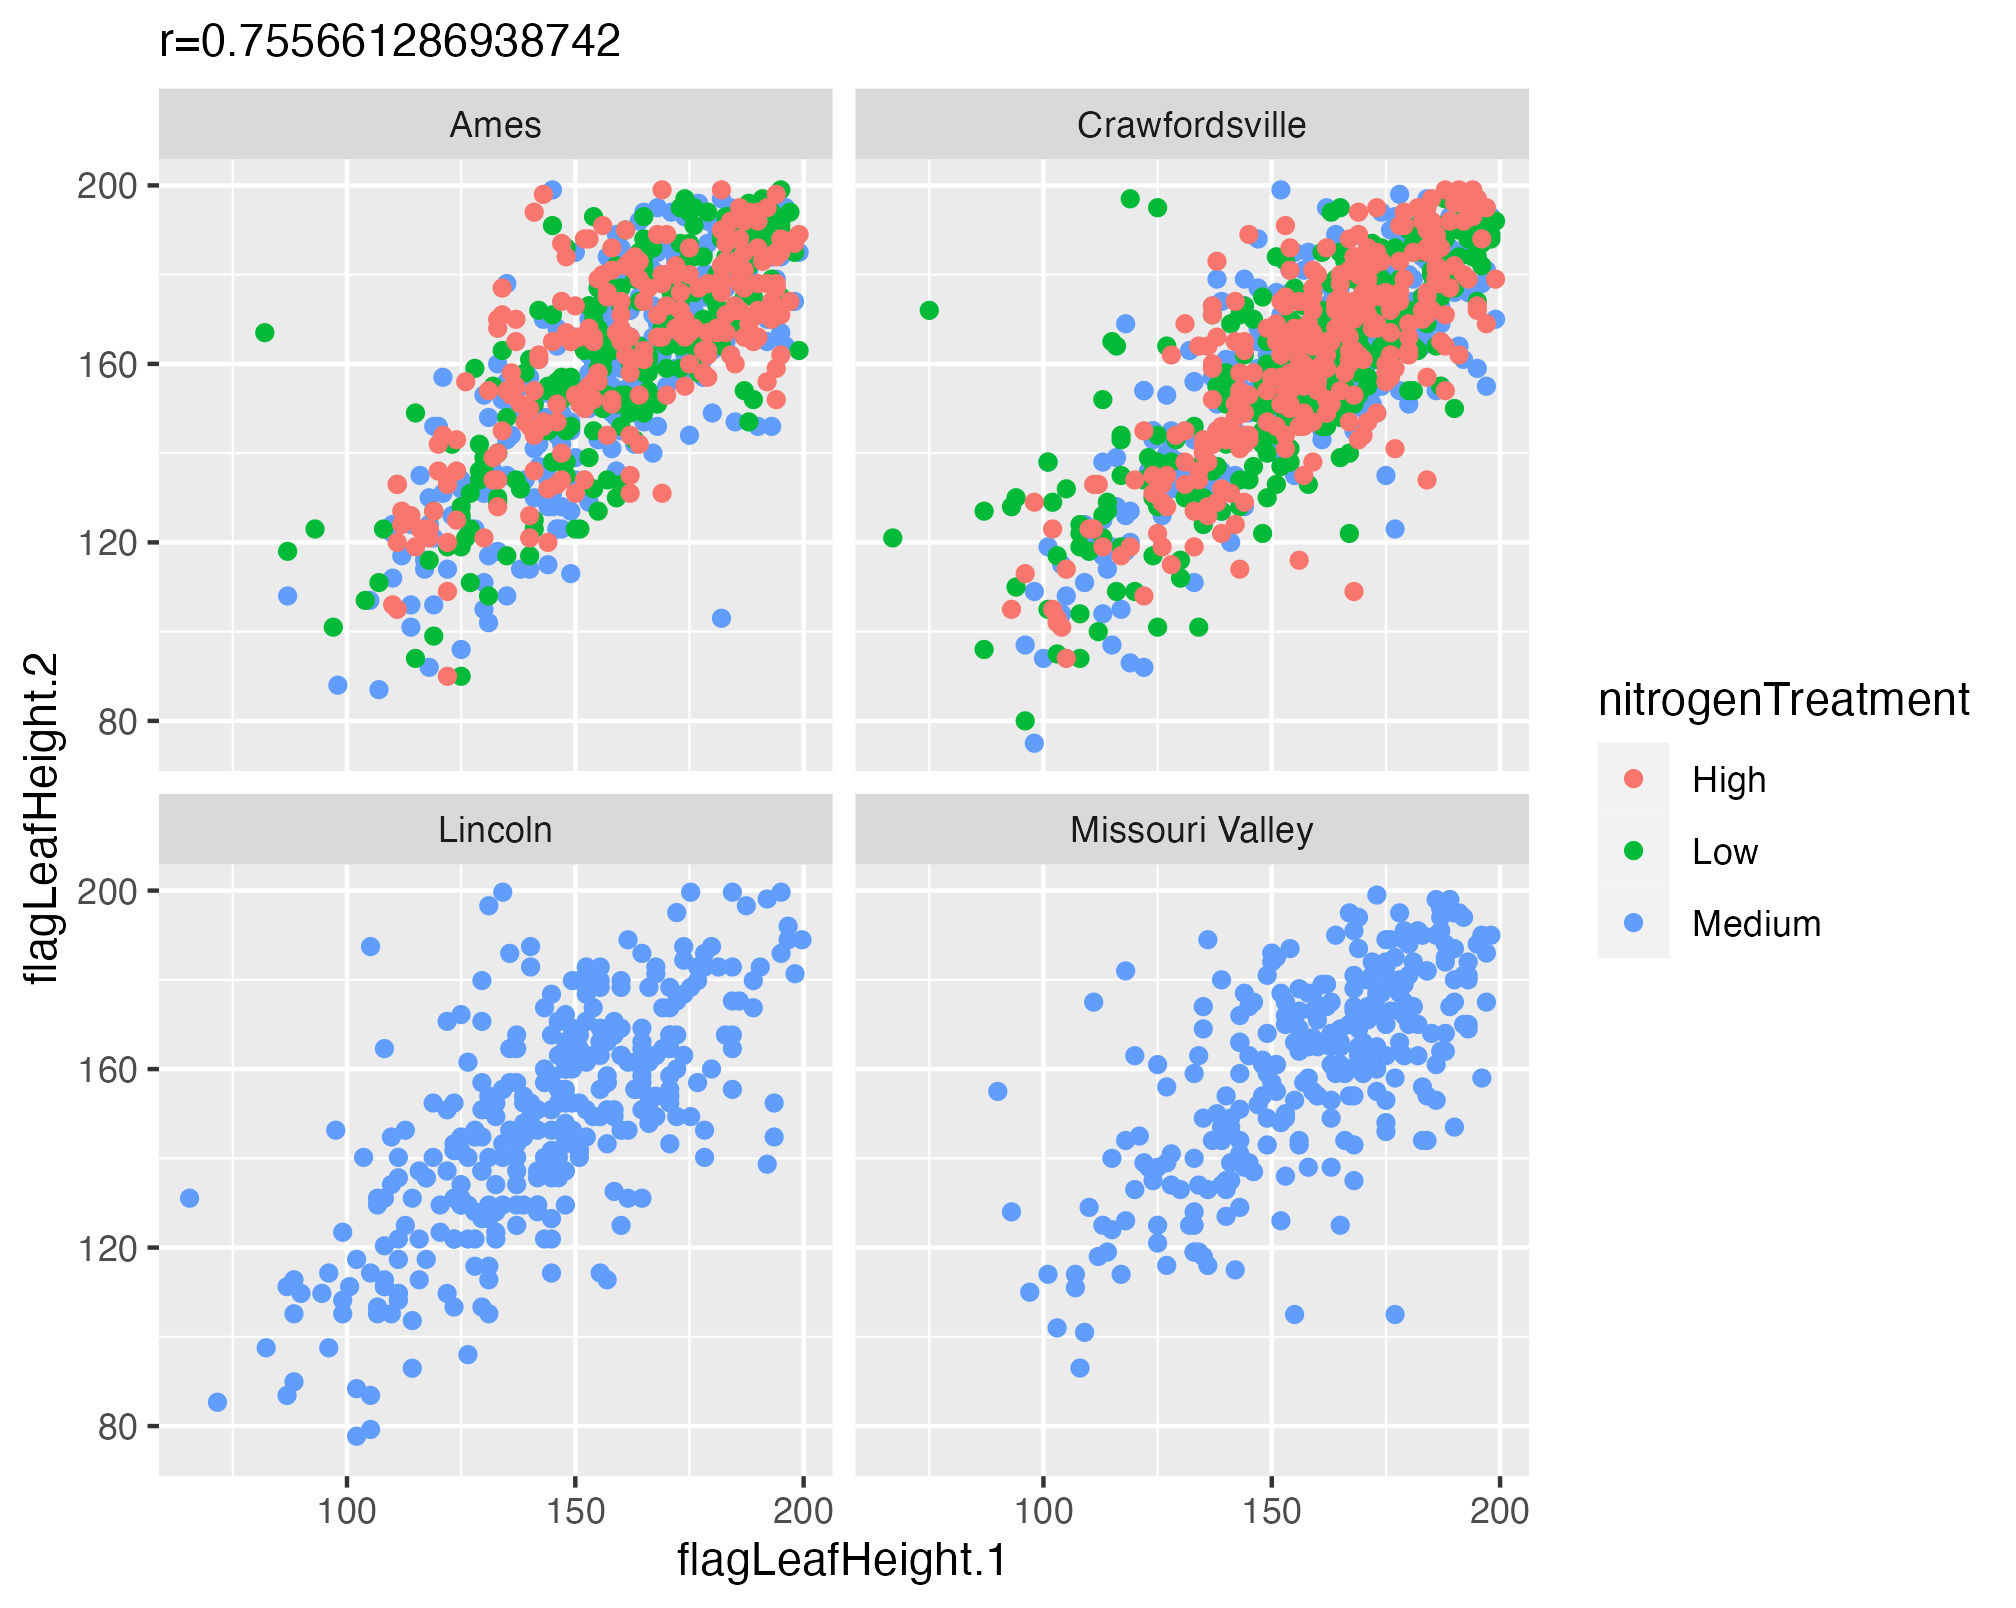 r=0.755661286938742
Ames
Crawfordsville
200
160
120
80
Lincoln
Missouri Valley
200
160
120
80
100
150
200
100
150
200
flagLeafHeight.1
flagLeafHeight.2
nitrogenTreatment
High
Low
Medium